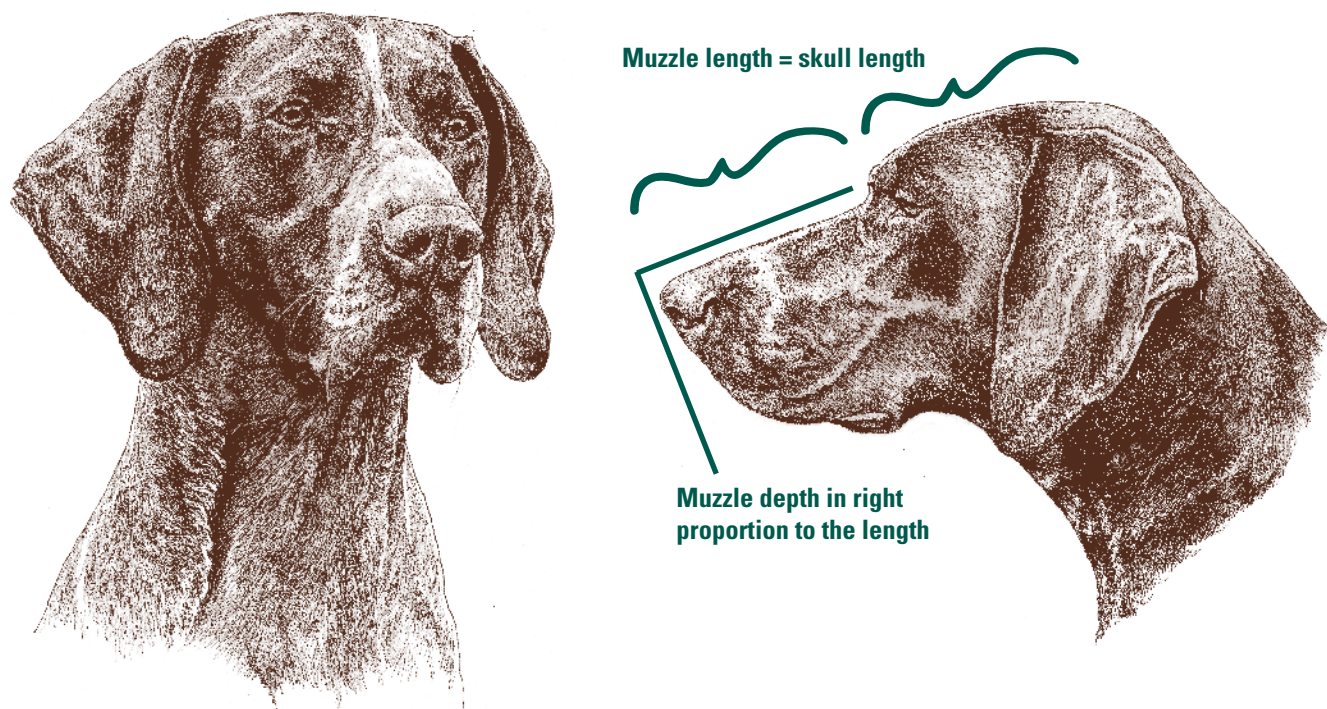 Muzzle length = skull length
Muzzle depth in right
proportion to the length